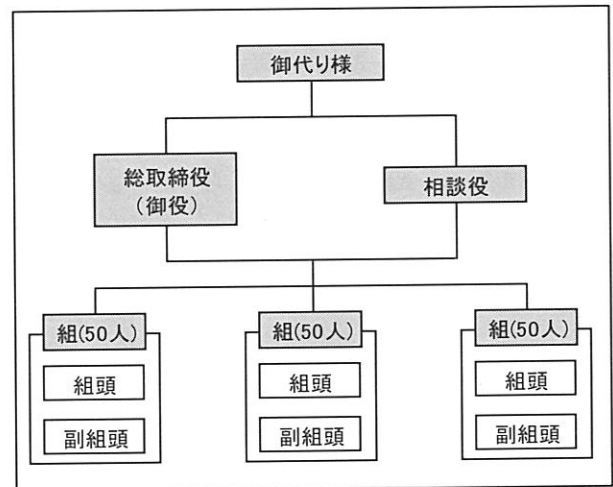 御代り様
総取締役
（御役）
相談役
組(50人)
組(50人)
組(50人)
組頭
組頭
組頭
副組頭
副組頭
副組頭